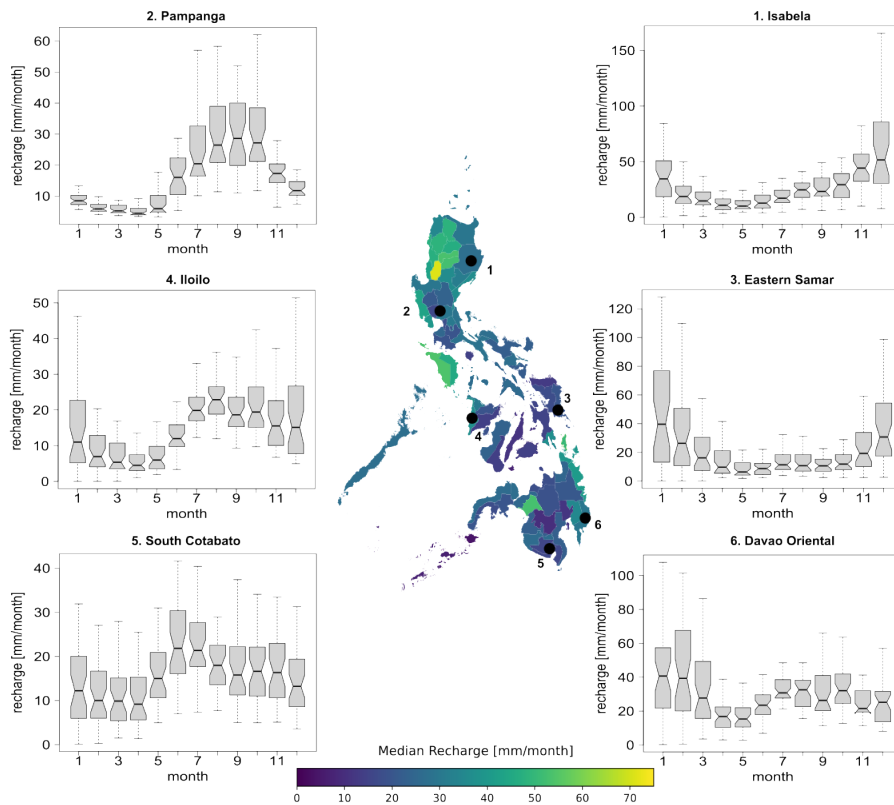 2. Pampanga
60
50
40
30
20
10
recharge [mm/month]
1 3 5 7 9 11
month
1. Isabela
150
100
50
0
recharge [mm/month]
1 3 5 7 9 11
month
4. Iloilo
50
40
30
20
10
0
recharge [mm/month]
1 3 5 7 9 11
month
3. Eastern Samar
120
100
80
60
40
20
0
recharge [mm/month]
1 3 5 7 9 11
month
5. South Cotabato
40
30
20
10
0
recharge [mm/month]
1 3 5 7 9 11
month
6. Davao Oriental
100
80
60
40
20
0
recharge [mm/month]
1 3 5 7 9 11
month
1
2
3
4
6
5
Median Recharge [mm/month]
0 10 20 30 40 50 60 70